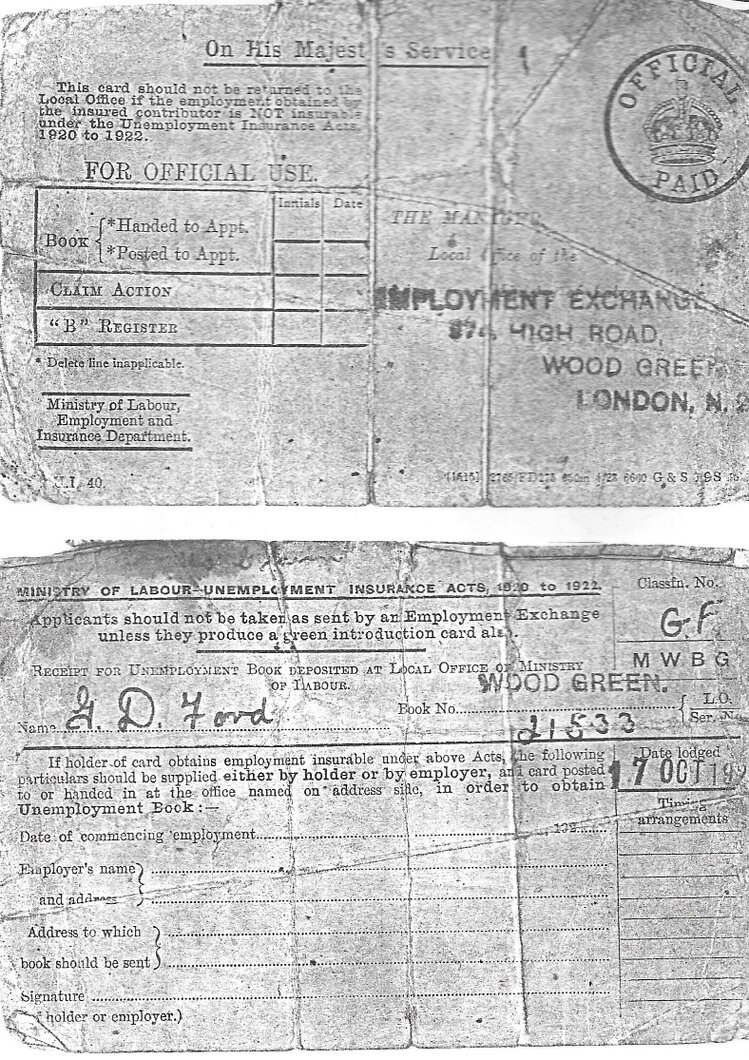 On His Majest s Service
OFFICIAL
PAID
This card should not be returned to the
Local Office if the employment obtained by
the insured contributor is NOT insurable
under the Unemployment Insurance Acts,
1920 to 1922.
FOR OFFICIAL USE.
Initials Date
Book { *Handed to Appt.
*Posted to Appt.
CLAIM ACTION
"B" REGISTER
* Delete line inapplicable.
Ministry of Labour,
Employment and
Insurance Department.
U.I. 40.
THE MANAGER
Local Office of the
EMPLOYMENT EXCHANGE
HIGH ROAD,
WOOD GREEN
LONDON, N. 2
G & S
MINISTRY OF LABOUR—UNEMPLOYMENT INSURANCE ACTS, 1920 to 1922.
Applicants should not be taken as sent by an Employment Exchange
unless they produce a green introduction card al
RECEIPT FOR UNEMPLOYMENT BOOK DEPOSITED AT LOCAL OFFICE OF MINISTRY
OF LABOUR.
WOOD GREEN.
Name G. D. Ford
Book No. 21533 { L.O.
Ser. No
Classfn. No.
G.F.
M W B G
If holder of card obtains employment insurable under above Acts, the following
particulars should be supplied either by holder or by employer, and card posted
to or handed in at the office named on address side, in order to obtain
Unemployment Book :—
Date lodged
17 OCT 192
Timing
arrangements
Date of commencing employment 192
Employer's name }
and address
Address to which }
book should be sent
Signature
(of holder or employer.)